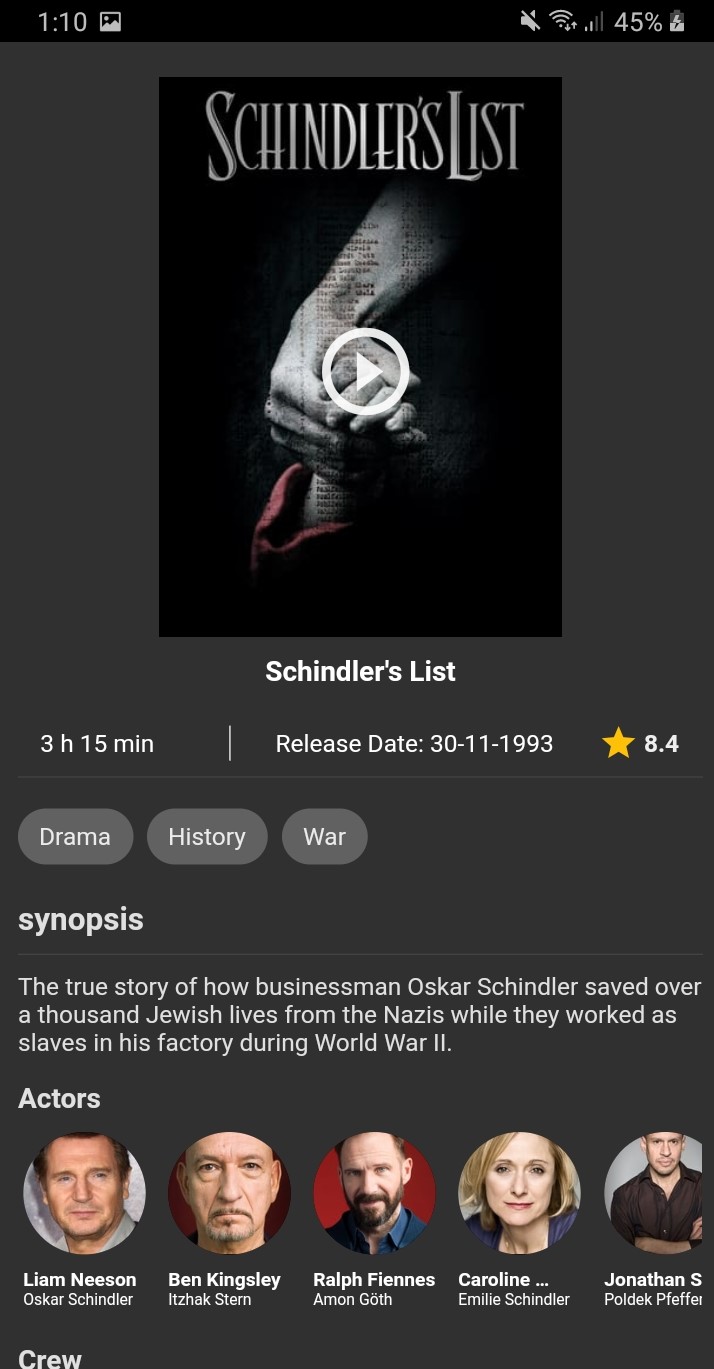 1:10
45%
SCHINDLER'S LIST
Schindler's List
3 h 15 min
Release Date: 30-11-1993
8.4
Drama
History
War
synopsis
The true story of how businessman Oskar Schindler saved over
a thousand Jewish lives from the Nazis while they worked as
slaves in his factory during World War II.
Actors
Liam Neeson
Oskar Schindler
Ben Kingsley
Itzhak Stern
Ralph Fiennes
Amon Göth
Caroline ...
Emilie Schindler
Jonathan S
Poldek Pfeffer
Crew